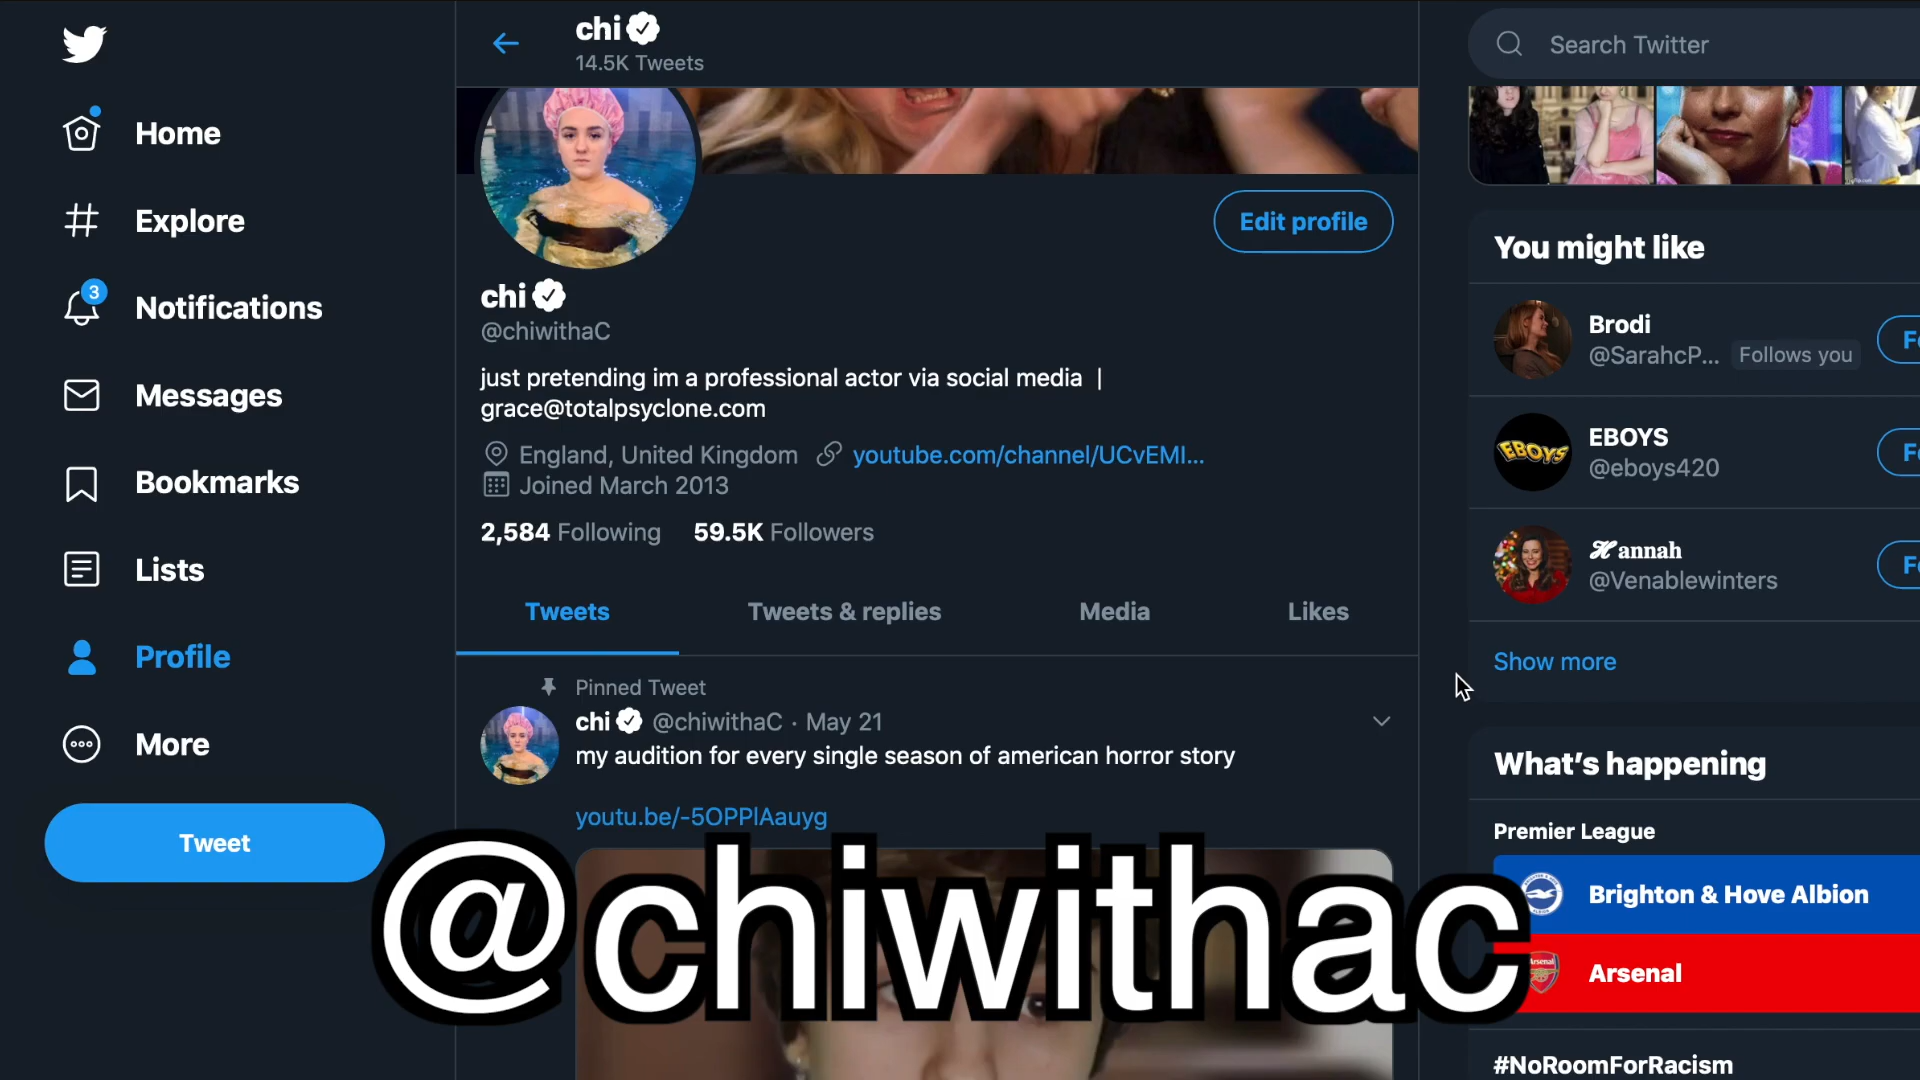 Home
Explore
3
Notifications
Messages
Bookmarks
Lists
Profile
More
Tweet
chi
14.5K Tweets
Edit profile
chi
@chiwithaC
just pretending im a professional actor via social media |
grace@totalpsyclone.com
England, United Kingdom youtube.com/channel/UCvEMI...
Joined March 2013
2,584 Following 59.5K Followers
Tweets Tweets & replies Media Likes
Pinned Tweet
chi @chiwithaC · May 21
my audition for every single season of american horror story
youtu.be/-5OPPlAauyg
@chiwithac
Search Twitter
You might like
Brodi
@SarahcP... Follows you
EBOYS
EBOYS
@eboys420
ℋannah
@Venablewinters
Show more
What's happening
Premier League
Brighton & Hove Albion
Arsenal
Arsenal
#NoRoomForRacism